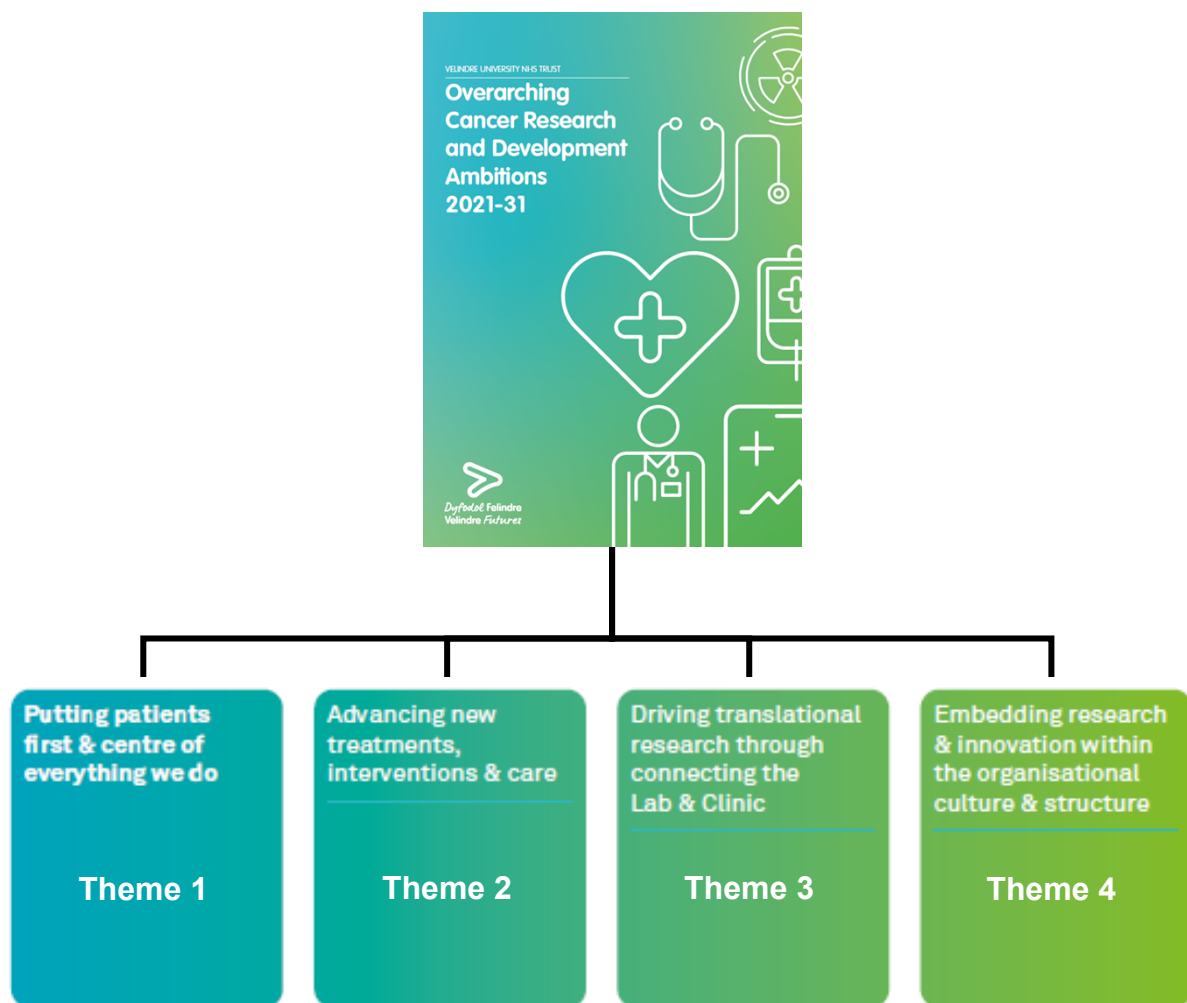 VELINDRE UNIVERSITY NHS TRUST
Overarching
Cancer Research
and Development
Ambitions
2021-31
Dyfodol Felindre
Velindre Futures
Putting patients
first & centre of
everything we do
Theme 1
Advancing new
treatments,
interventions & care
Theme 2
Driving translational
research through
connecting the
Lab & Clinic
Theme 3
Embedding research
& innovation within
the organisational
culture & structure
Theme 4